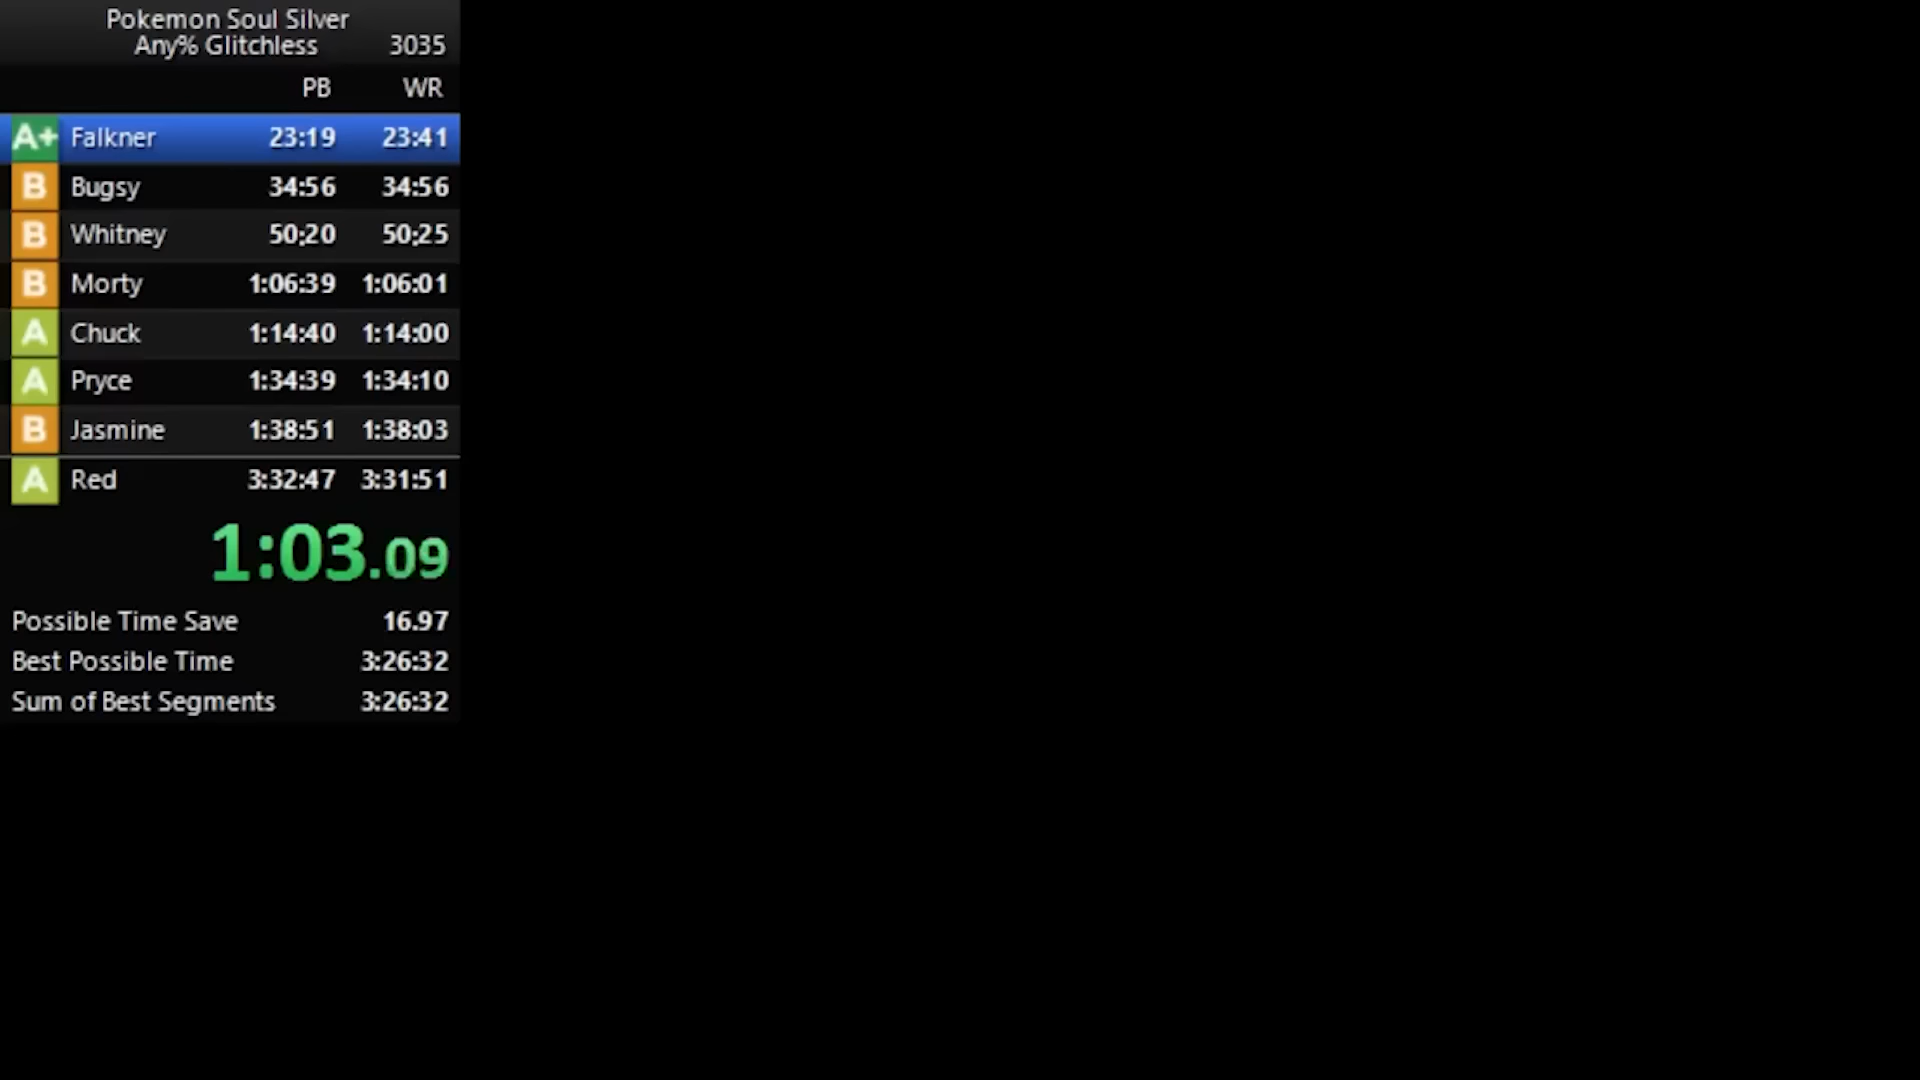 Pokemon Soul Silver
Any% Glitchless 3035
PB WR
A+ Falkner 23:19 23:41
B Bugsy 34:56 34:56
B Whitney 50:20 50:25
B Morty 1:06:39 1:06:01
A Chuck 1:14:40 1:14:00
A Pryce 1:34:39 1:34:10
B Jasmine 1:38:51 1:38:03
A Red 3:32:47 3:31:51
1:03.09
Possible Time Save 16.97
Best Possible Time 3:26:32
Sum of Best Segments 3:26:32